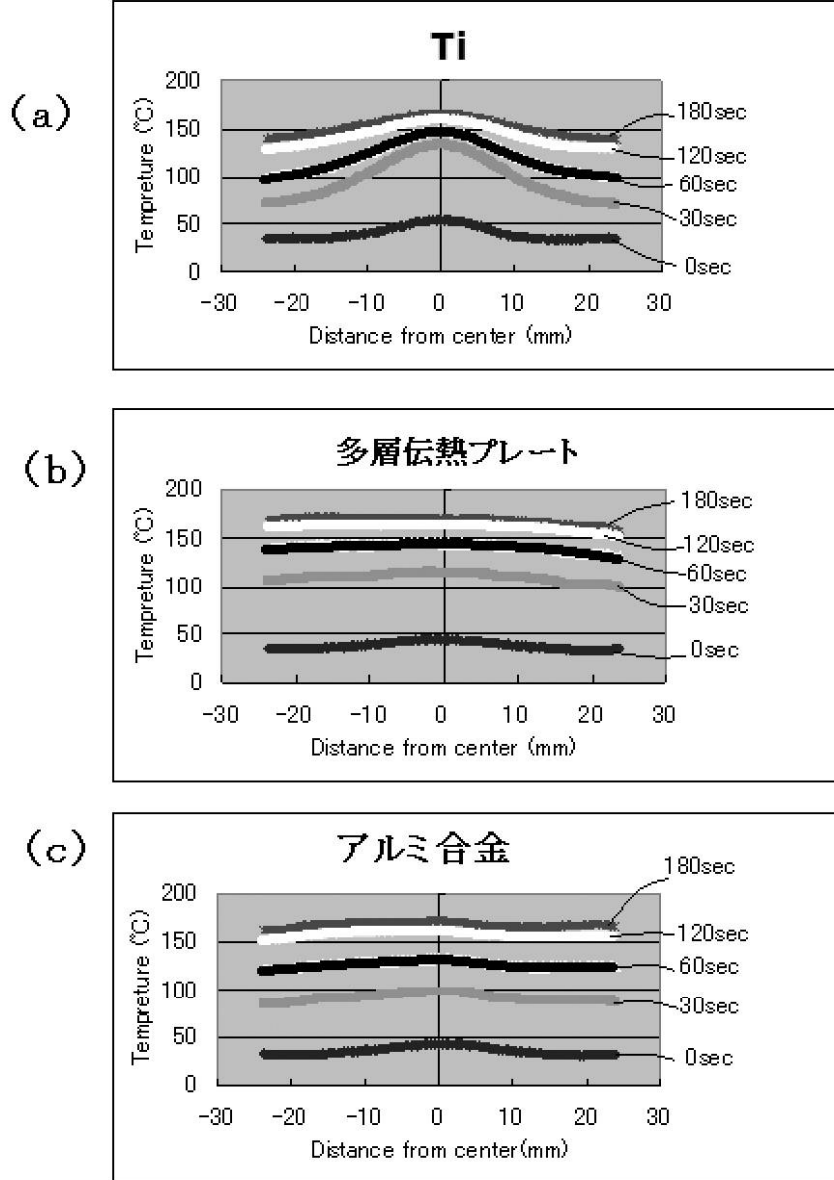 (a)
Ti
Tempreture (℃)
200
150
100
50
0
180sec
120sec
60sec
30sec
0sec
-30 -20 -10 0 10 20 30
Distance from center (mm)
(b)
多層伝熱プレート
Tempreture (℃)
200
150
100
50
0
180sec
120sec
60sec
30sec
0sec
-30 -20 -10 0 10 20 30
Distance from center (mm)
(c)
アルミ合金
Tempreture (℃)
200
150
100
50
0
180sec
120sec
60sec
30sec
0sec
-30 -20 -10 0 10 20 30
Distance from center(mm)